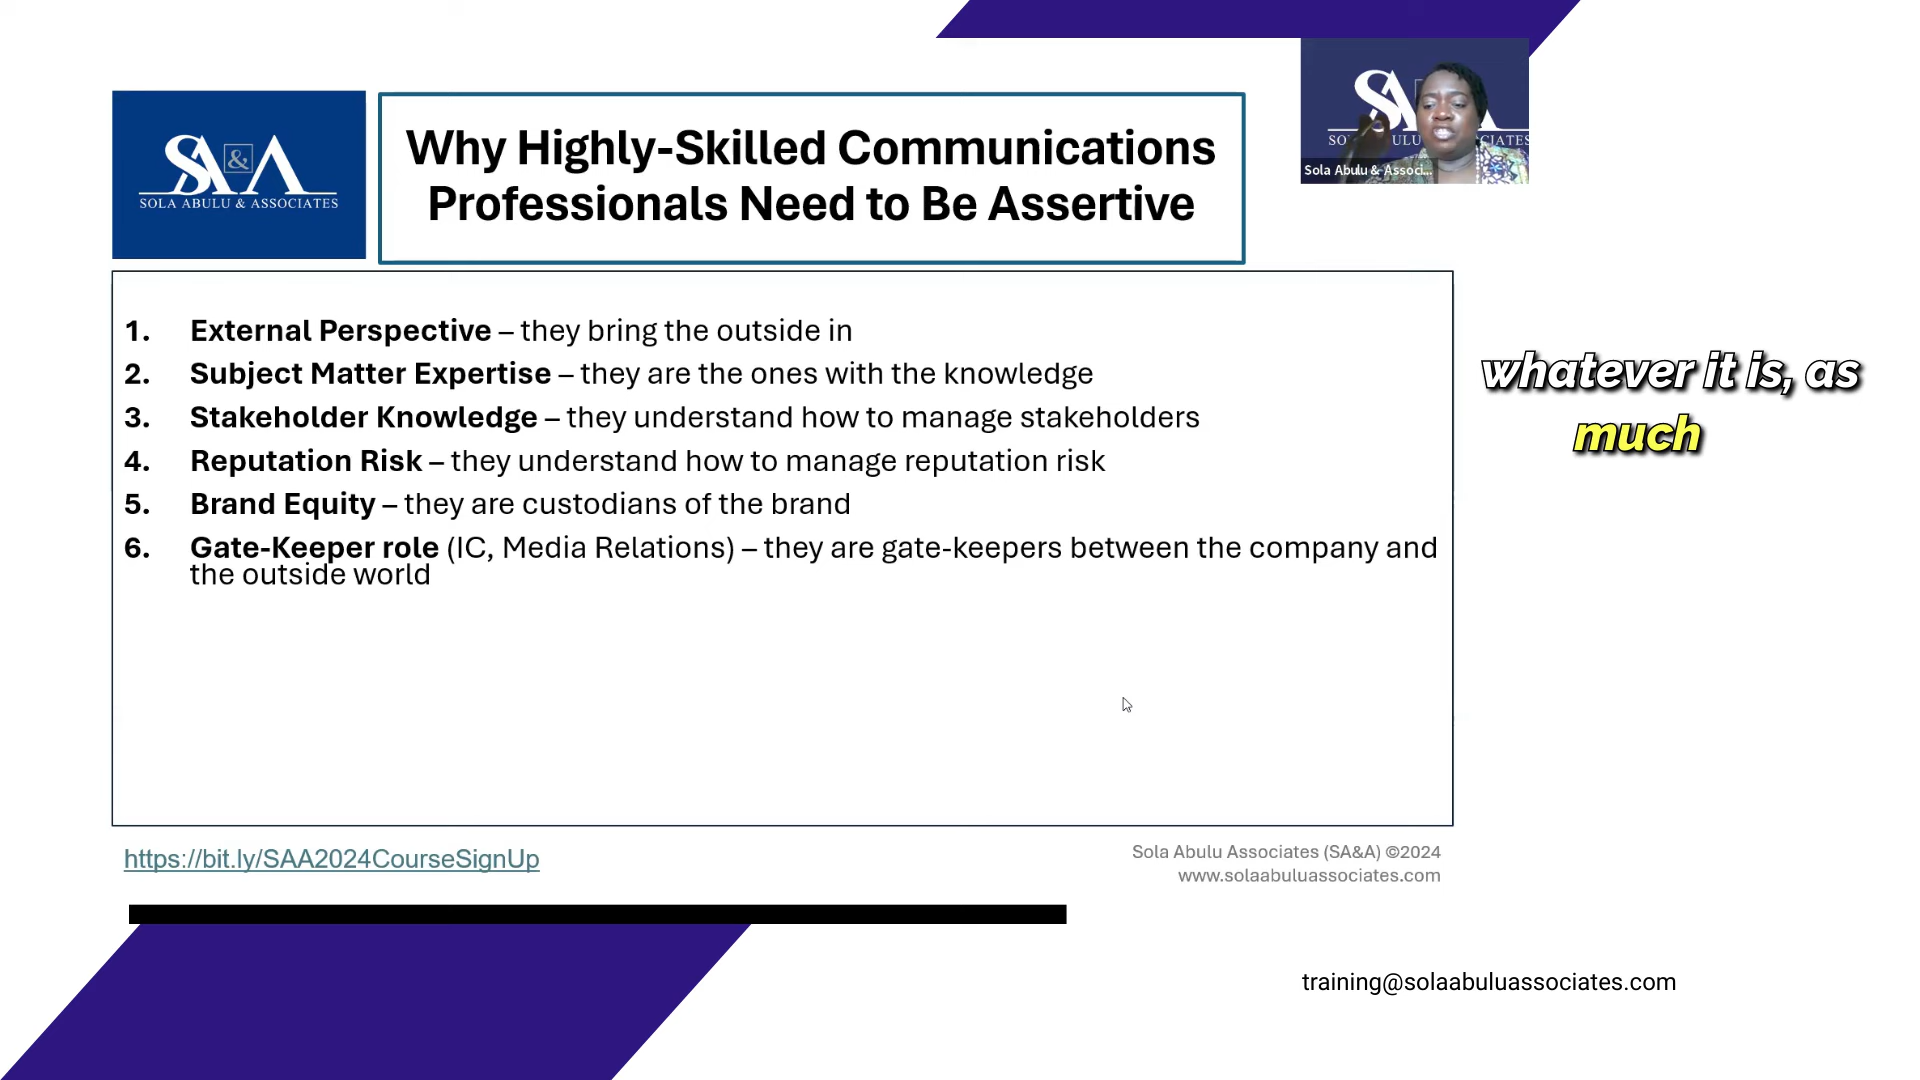 SA&A
SOLA ABULU & ASSOCIATES
Why Highly-Skilled Communications
Professionals Need to Be Assertive
Sola Abulu & Associ...
1. External Perspective – they bring the outside in
2. Subject Matter Expertise – they are the ones with the knowledge
3. Stakeholder Knowledge – they understand how to manage stakeholders
4. Reputation Risk – they understand how to manage reputation risk
5. Brand Equity – they are custodians of the brand
6. Gate-Keeper role (IC, Media Relations) – they are gate-keepers between the company and
the outside world
whatever it is, as
much
https://bit.ly/SAA2024CourseSignUp
Sola Abulu Associates (SA&A) ©2024
www.solaabuluassociates.com
training@solaabuluassociates.com